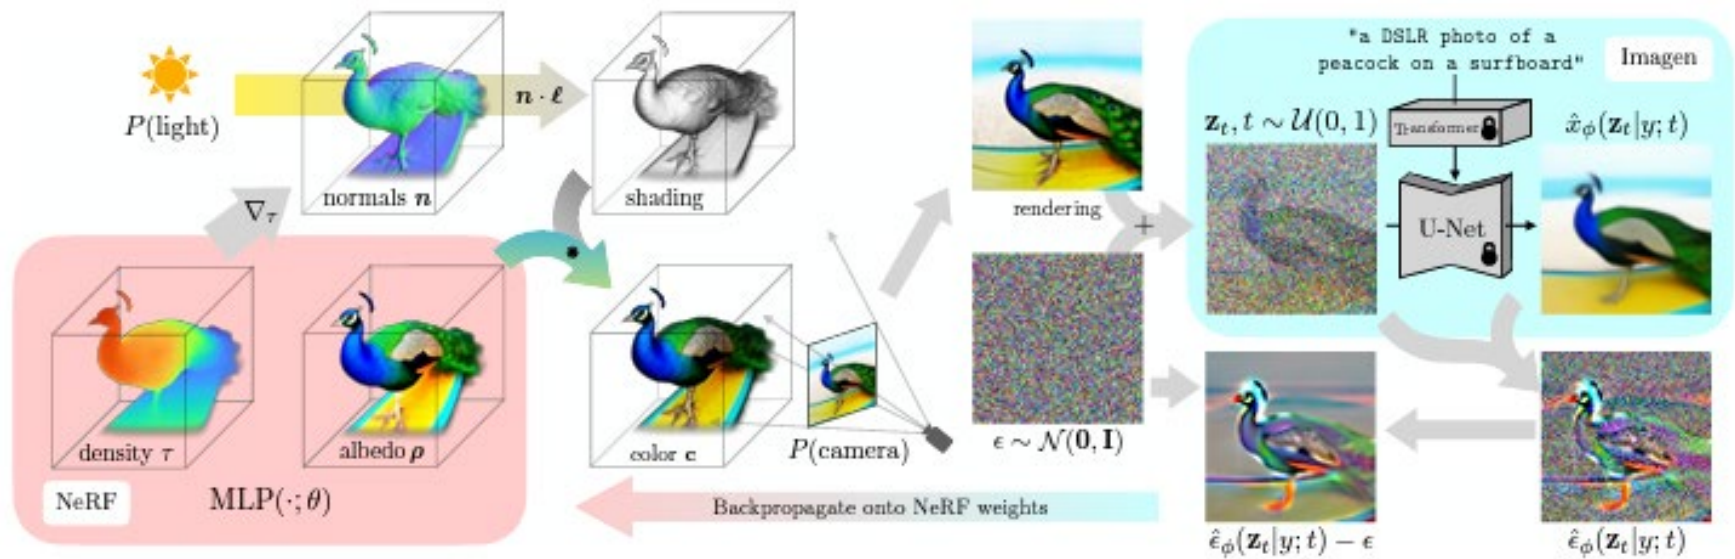 "a DSLR photo of a
peacock on a surfboard"
Imagen
P(light)
n · ℓ
z_t, t ∼ U(0, 1)
Transformer
x̂_ϕ(z_t|y; t)
normals n
shading
rendering
+
U-Net
∇_τ
*
density τ
albedo ρ
color c
P(camera)
ϵ ∼ N(0, I)
NeRF
MLP(·; θ)
Backpropagate onto NeRF weights
ϵ̂_ϕ(z_t|y; t) − ϵ
ϵ̂_ϕ(z_t|y; t)